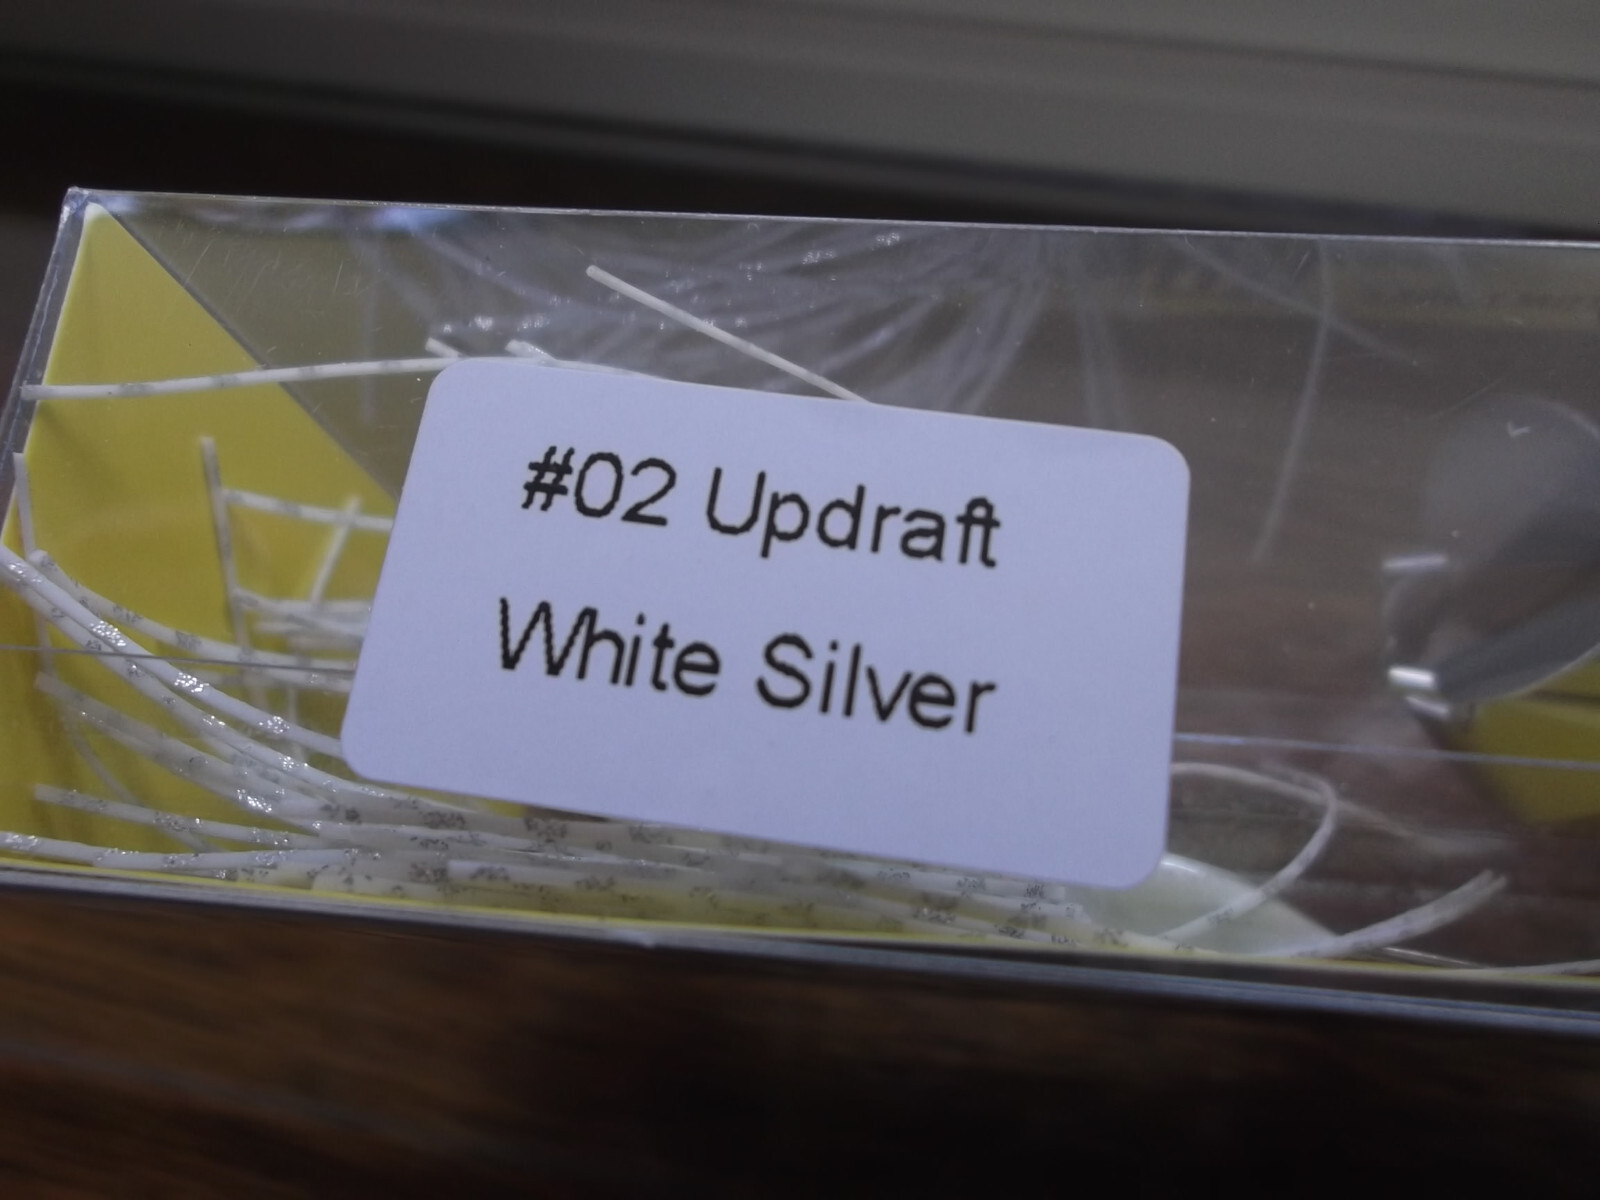 #02 Updraft
White Silver